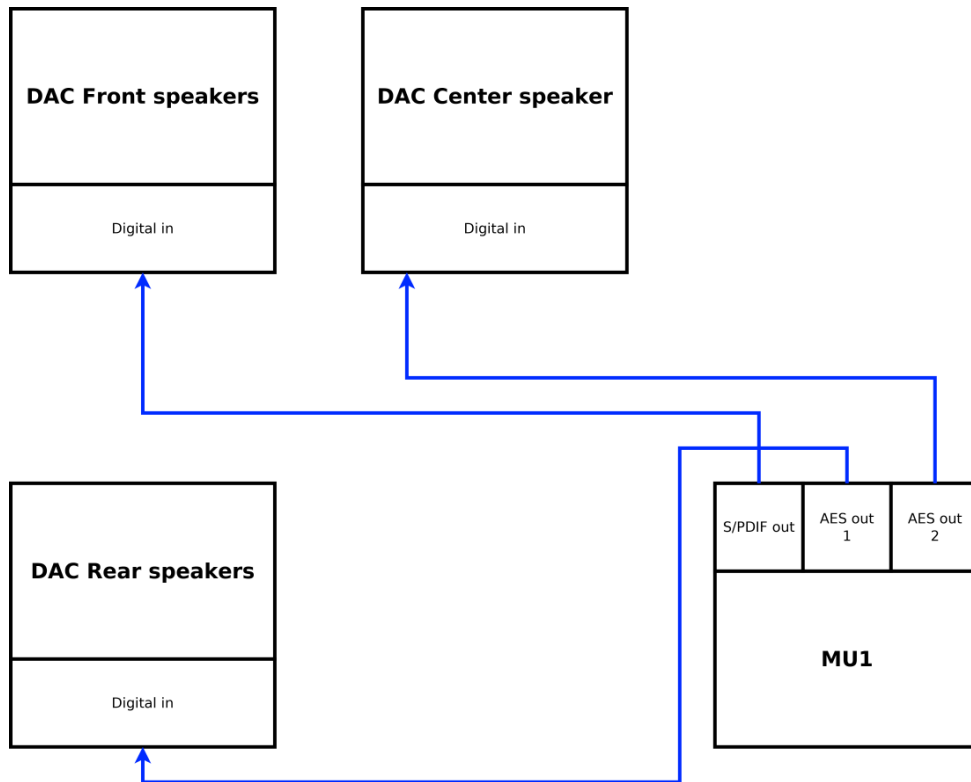 DAC Front speakers
Digital in
DAC Center speaker
Digital in
DAC Rear speakers
Digital in
S/PDIF out
AES out
1
AES out
2
MU1